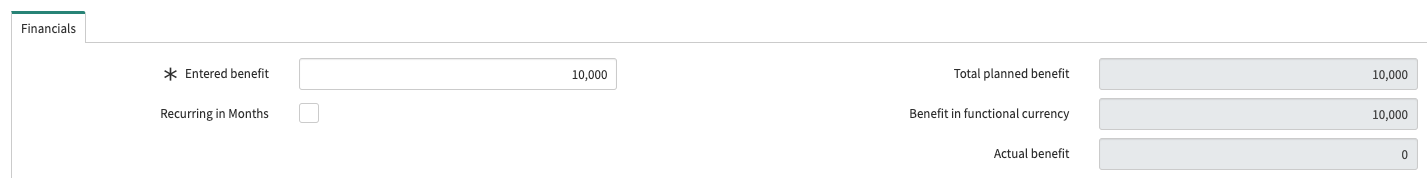 Financials
* Entered benefit 10,000 Total planned benefit 10,000
Recurring in Months Benefit in functional currency 10,000
Actual benefit 0